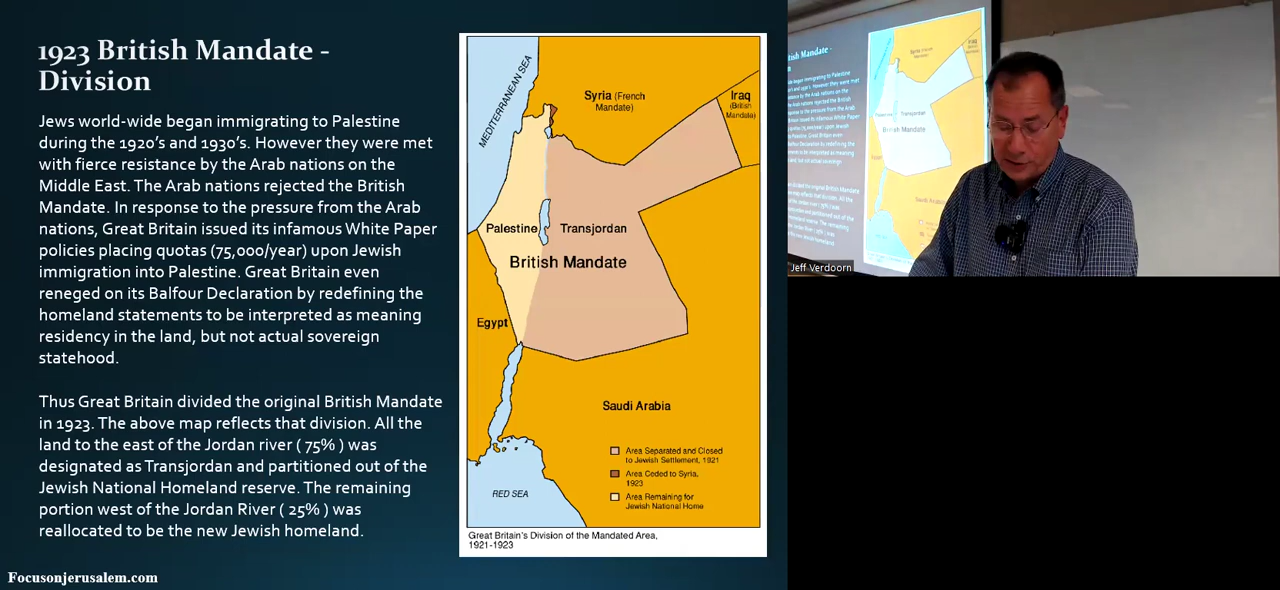 1923 British Mandate -
Division
Jews world-wide began immigrating to Palestine
during the 1920's and 1930's. However they were met
with fierce resistance by the Arab nations on the
Middle East. The Arab nations rejected the British
Mandate. In response to the pressure from the Arab
nations, Great Britain issued its infamous White Paper
policies placing quotas (75,000/year) upon Jewish
immigration into Palestine. Great Britain even
reneged on its Balfour Declaration by redefining the
homeland statements to be interpreted as meaning
residency in the land, but not actual sovereign
statehood.
Thus Great Britain divided the original British Mandate
in 1923. The above map reflects that division. All the
land to the east of the Jordan river ( 75% ) was
designated as Transjordan and partitioned out of the
Jewish National Homeland reserve. The remaining
portion west of the Jordan River ( 25% ) was
reallocated to be the new Jewish homeland.
Focusonjerusalem.com
MEDITERRANEAN SEA
Syria (French
Mandate)
Iraq
(British
Mandate)
Palestine
Transjordan
British Mandate
Egypt
Saudi Arabia
Area Separated and Closed
to Jewish Settlement, 1921
Area Ceded to Syria,
1923
Area Remaining for
Jewish National Home
RED SEA
Great Britain's Division of the Mandated Area,
1921-1923
British Mandate
Jeff Verdoorn